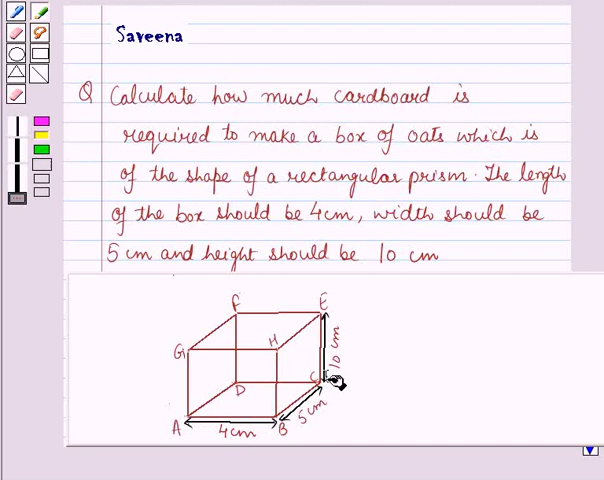 Saveena
Q Calculate how much cardboard is
required to make a box of oats which is
of the shape of a rectangular prism. The length
of the box should be 4cm, width should be
5 cm and height should be 10 cm
F
E
G
H
10 cm
D
C
5cm
A
4cm
B